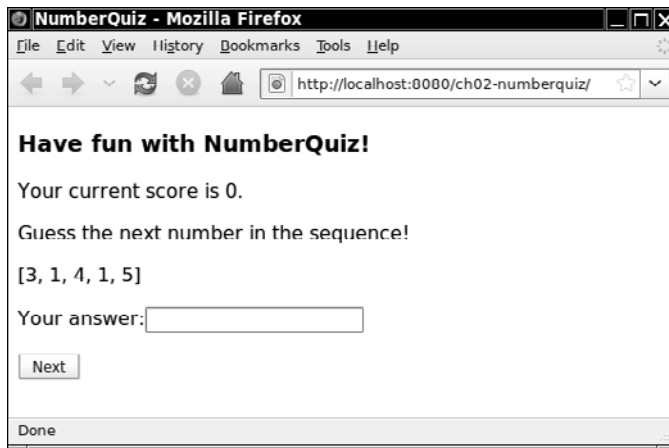 NumberQuiz - Mozilla Firefox
File Edit View History Bookmarks Tools Help
http://localhost:8080/ch02-numberquiz/
Have fun with NumberQuiz!
Your current score is 0.
Guess the next number in the sequence!
[3, 1, 4, 1, 5]
Your answer:
Next
Done